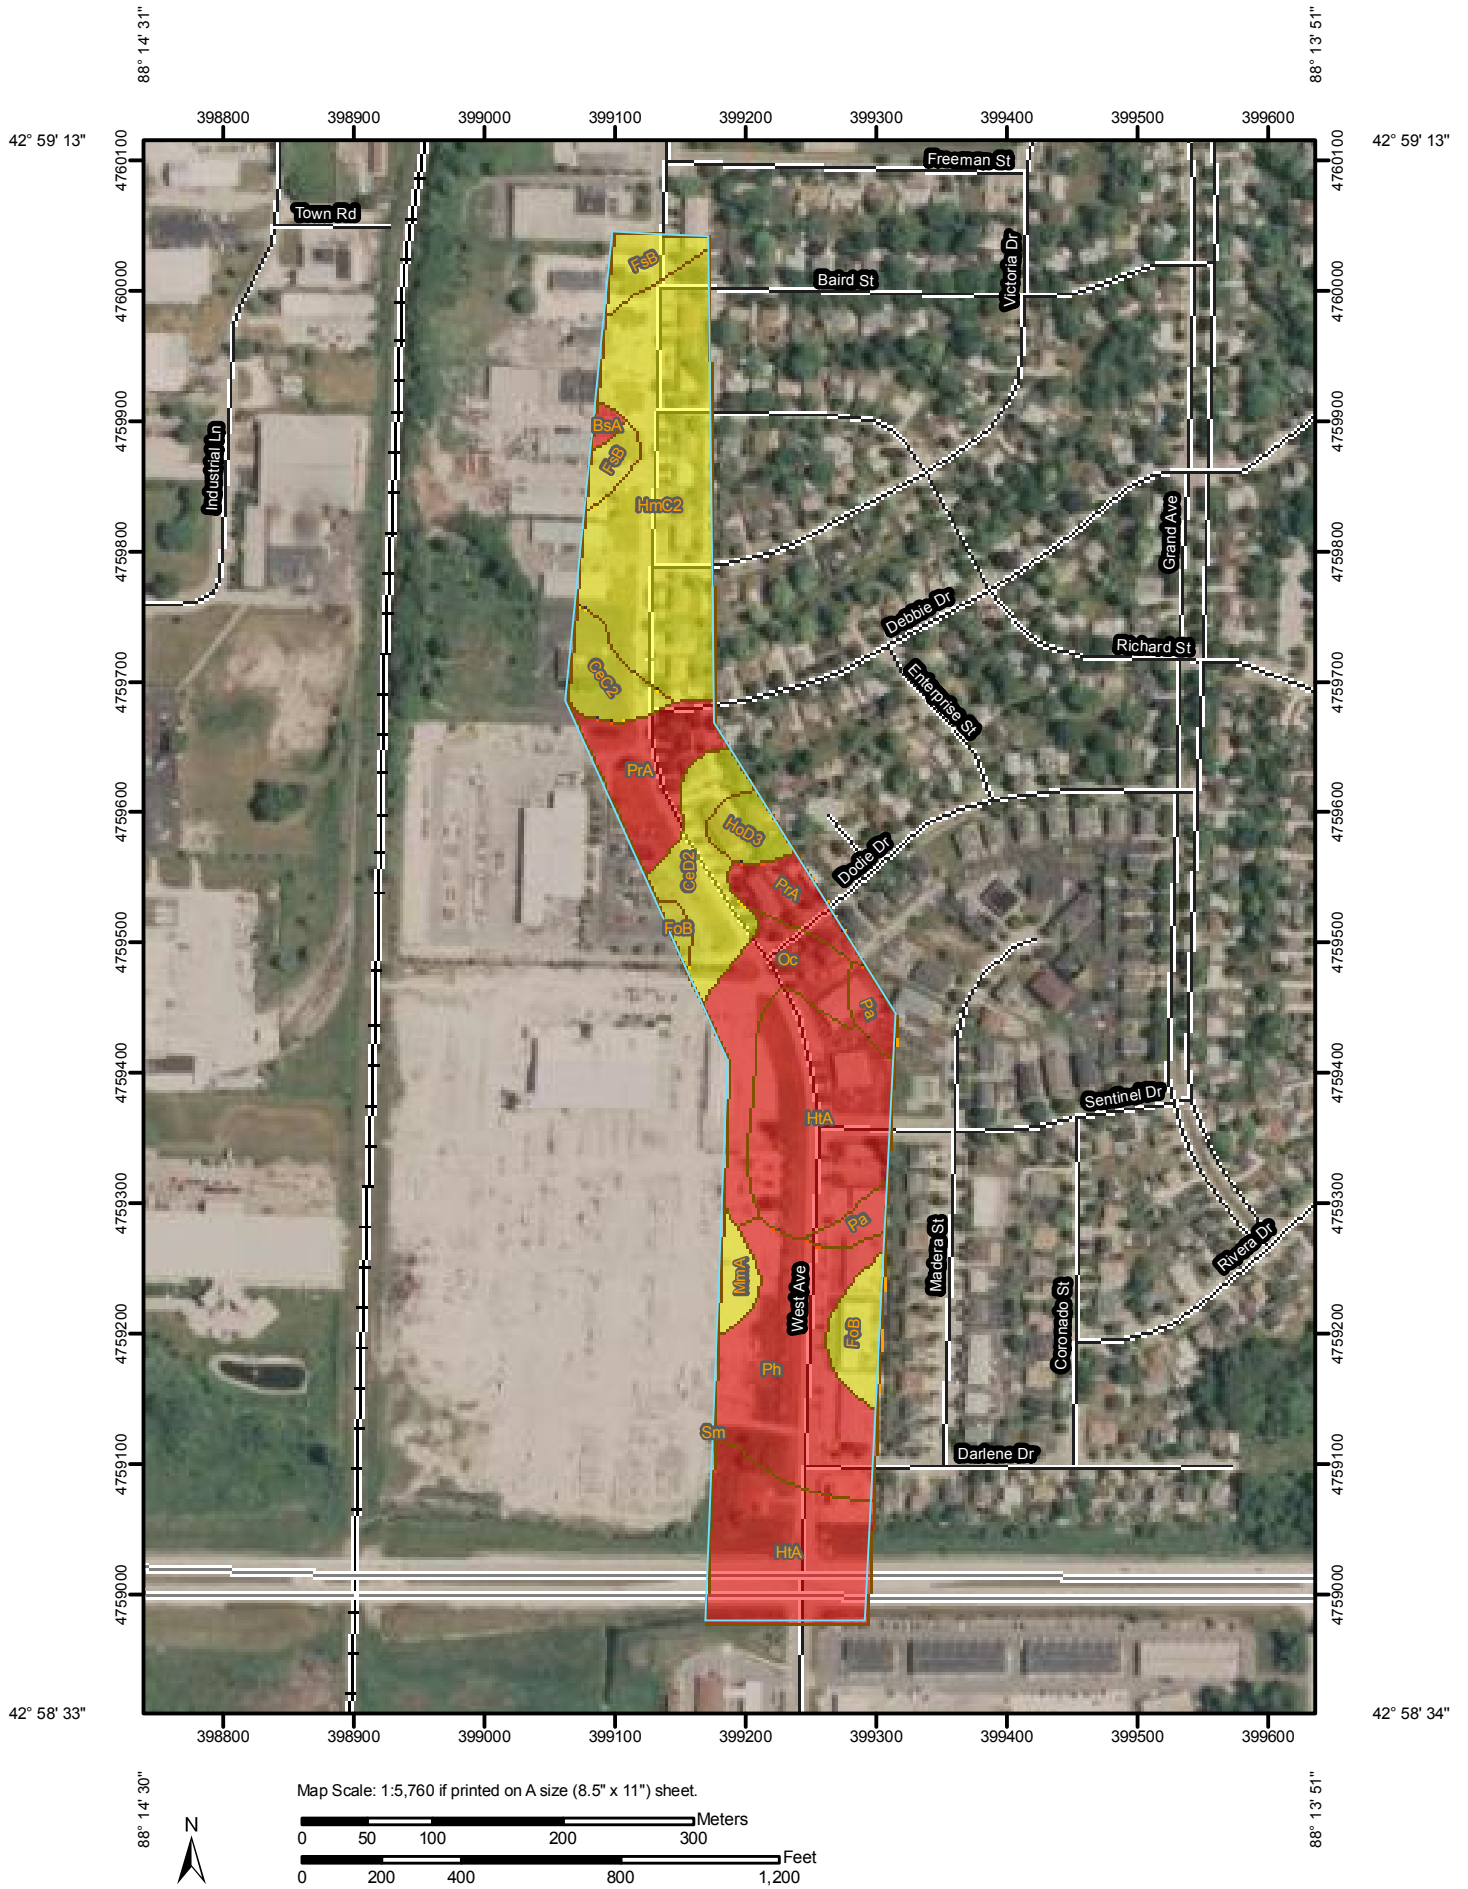 88° 14' 31"
88° 13' 51"
398800 398900 399000 399100 399200 399300 399400 399500 399600
42° 59' 13"
42° 59' 13"
4760100
4760100
Freeman St
Town Rd
Victoria Dr
FsB
Baird St
4760000
4760000
4759900
4759900
BsA
FsB
Industrial Ln
HmC2
Grand Ave
4759800
4759800
Debbie Dr
Richard St
CeC2
Enterprise St
4759700
4759700
PrA
4759600
4759600
HoD3
Dodie Dr
CeD2
PrA
FoB
4759500
4759500
Oc
Pa
4759400
4759400
Sentinel Dr
HtA
4759300
4759300
Pa
Madera St
Rivera Dr
MmA
West Ave
Coronado St
FoB
4759200
4759200
Ph
Sm
4759100
4759100
Darlene Dr
HtA
4759000
4759000
42° 58' 33"
42° 58' 34"
398800 398900 399000 399100 399200 399300 399400 399500 399600
88° 14' 30"
88° 13' 51"
Map Scale: 1:5,760 if printed on A size (8.5" x 11") sheet.
N
Meters
0 50 100 200 300
Feet
0 200 400 800 1,200